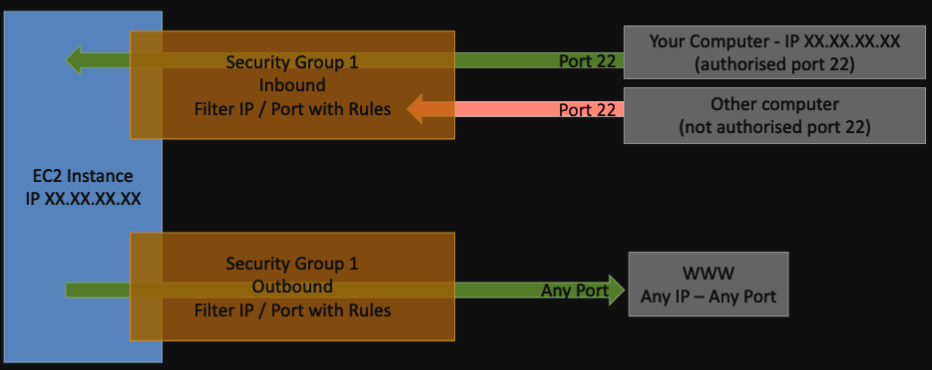 Your Computer - IP XX.XX.XX.XX
(authorised port 22)
Port 22
Security Group 1
Inbound
Filter IP / Port with Rules
Port 22
Other computer
(not authorised port 22)
EC2 Instance
IP XX.XX.XX.XX
Security Group 1
Outbound
Filter IP / Port with Rules
Any Port
WWW
Any IP – Any Port